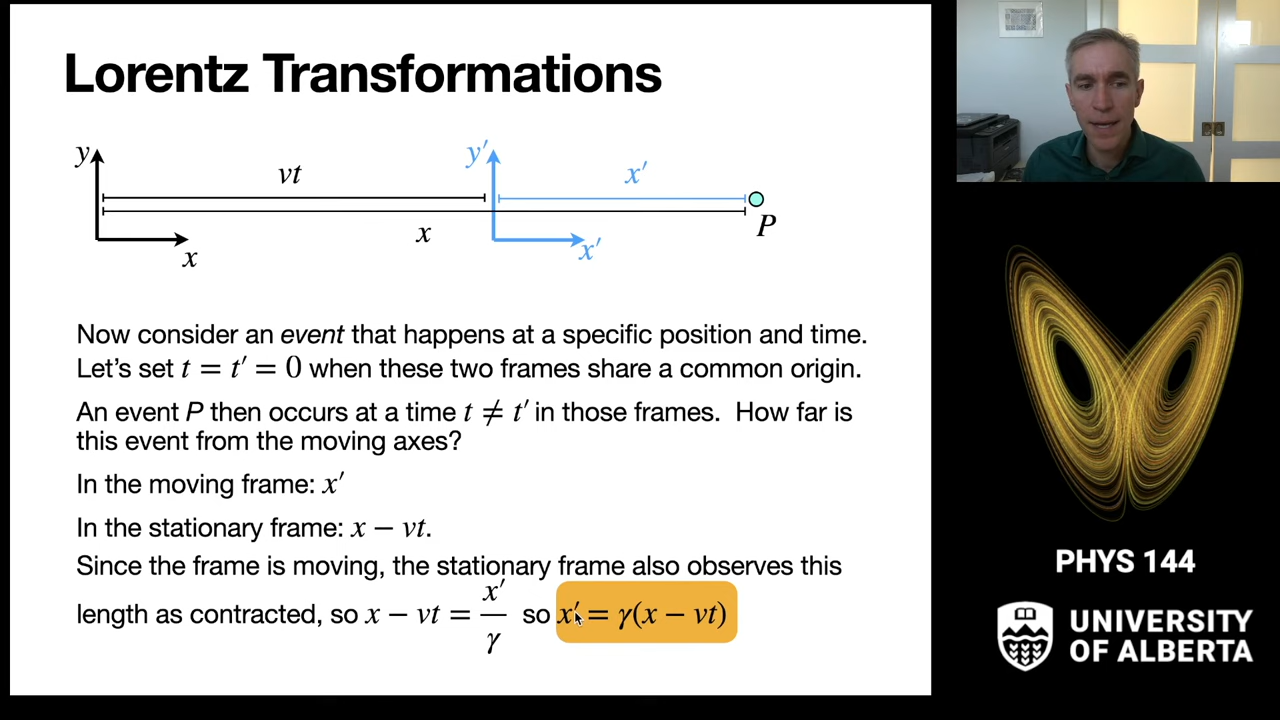 Lorentz Transformations
y
vt
y′
x′
P
x
x
x′
Now consider an event that happens at a specific position and time.
Let’s set t = t′ = 0 when these two frames share a common origin.
An event P then occurs at a time t ≠ t′ in those frames. How far is
this event from the moving axes?
In the moving frame: x′
In the stationary frame: x − vt.
Since the frame is moving, the stationary frame also observes this
length as contracted, so x − vt = x′/γ so x′ = γ(x − vt)
PHYS 144
UNIVERSITY
OF ALBERTA